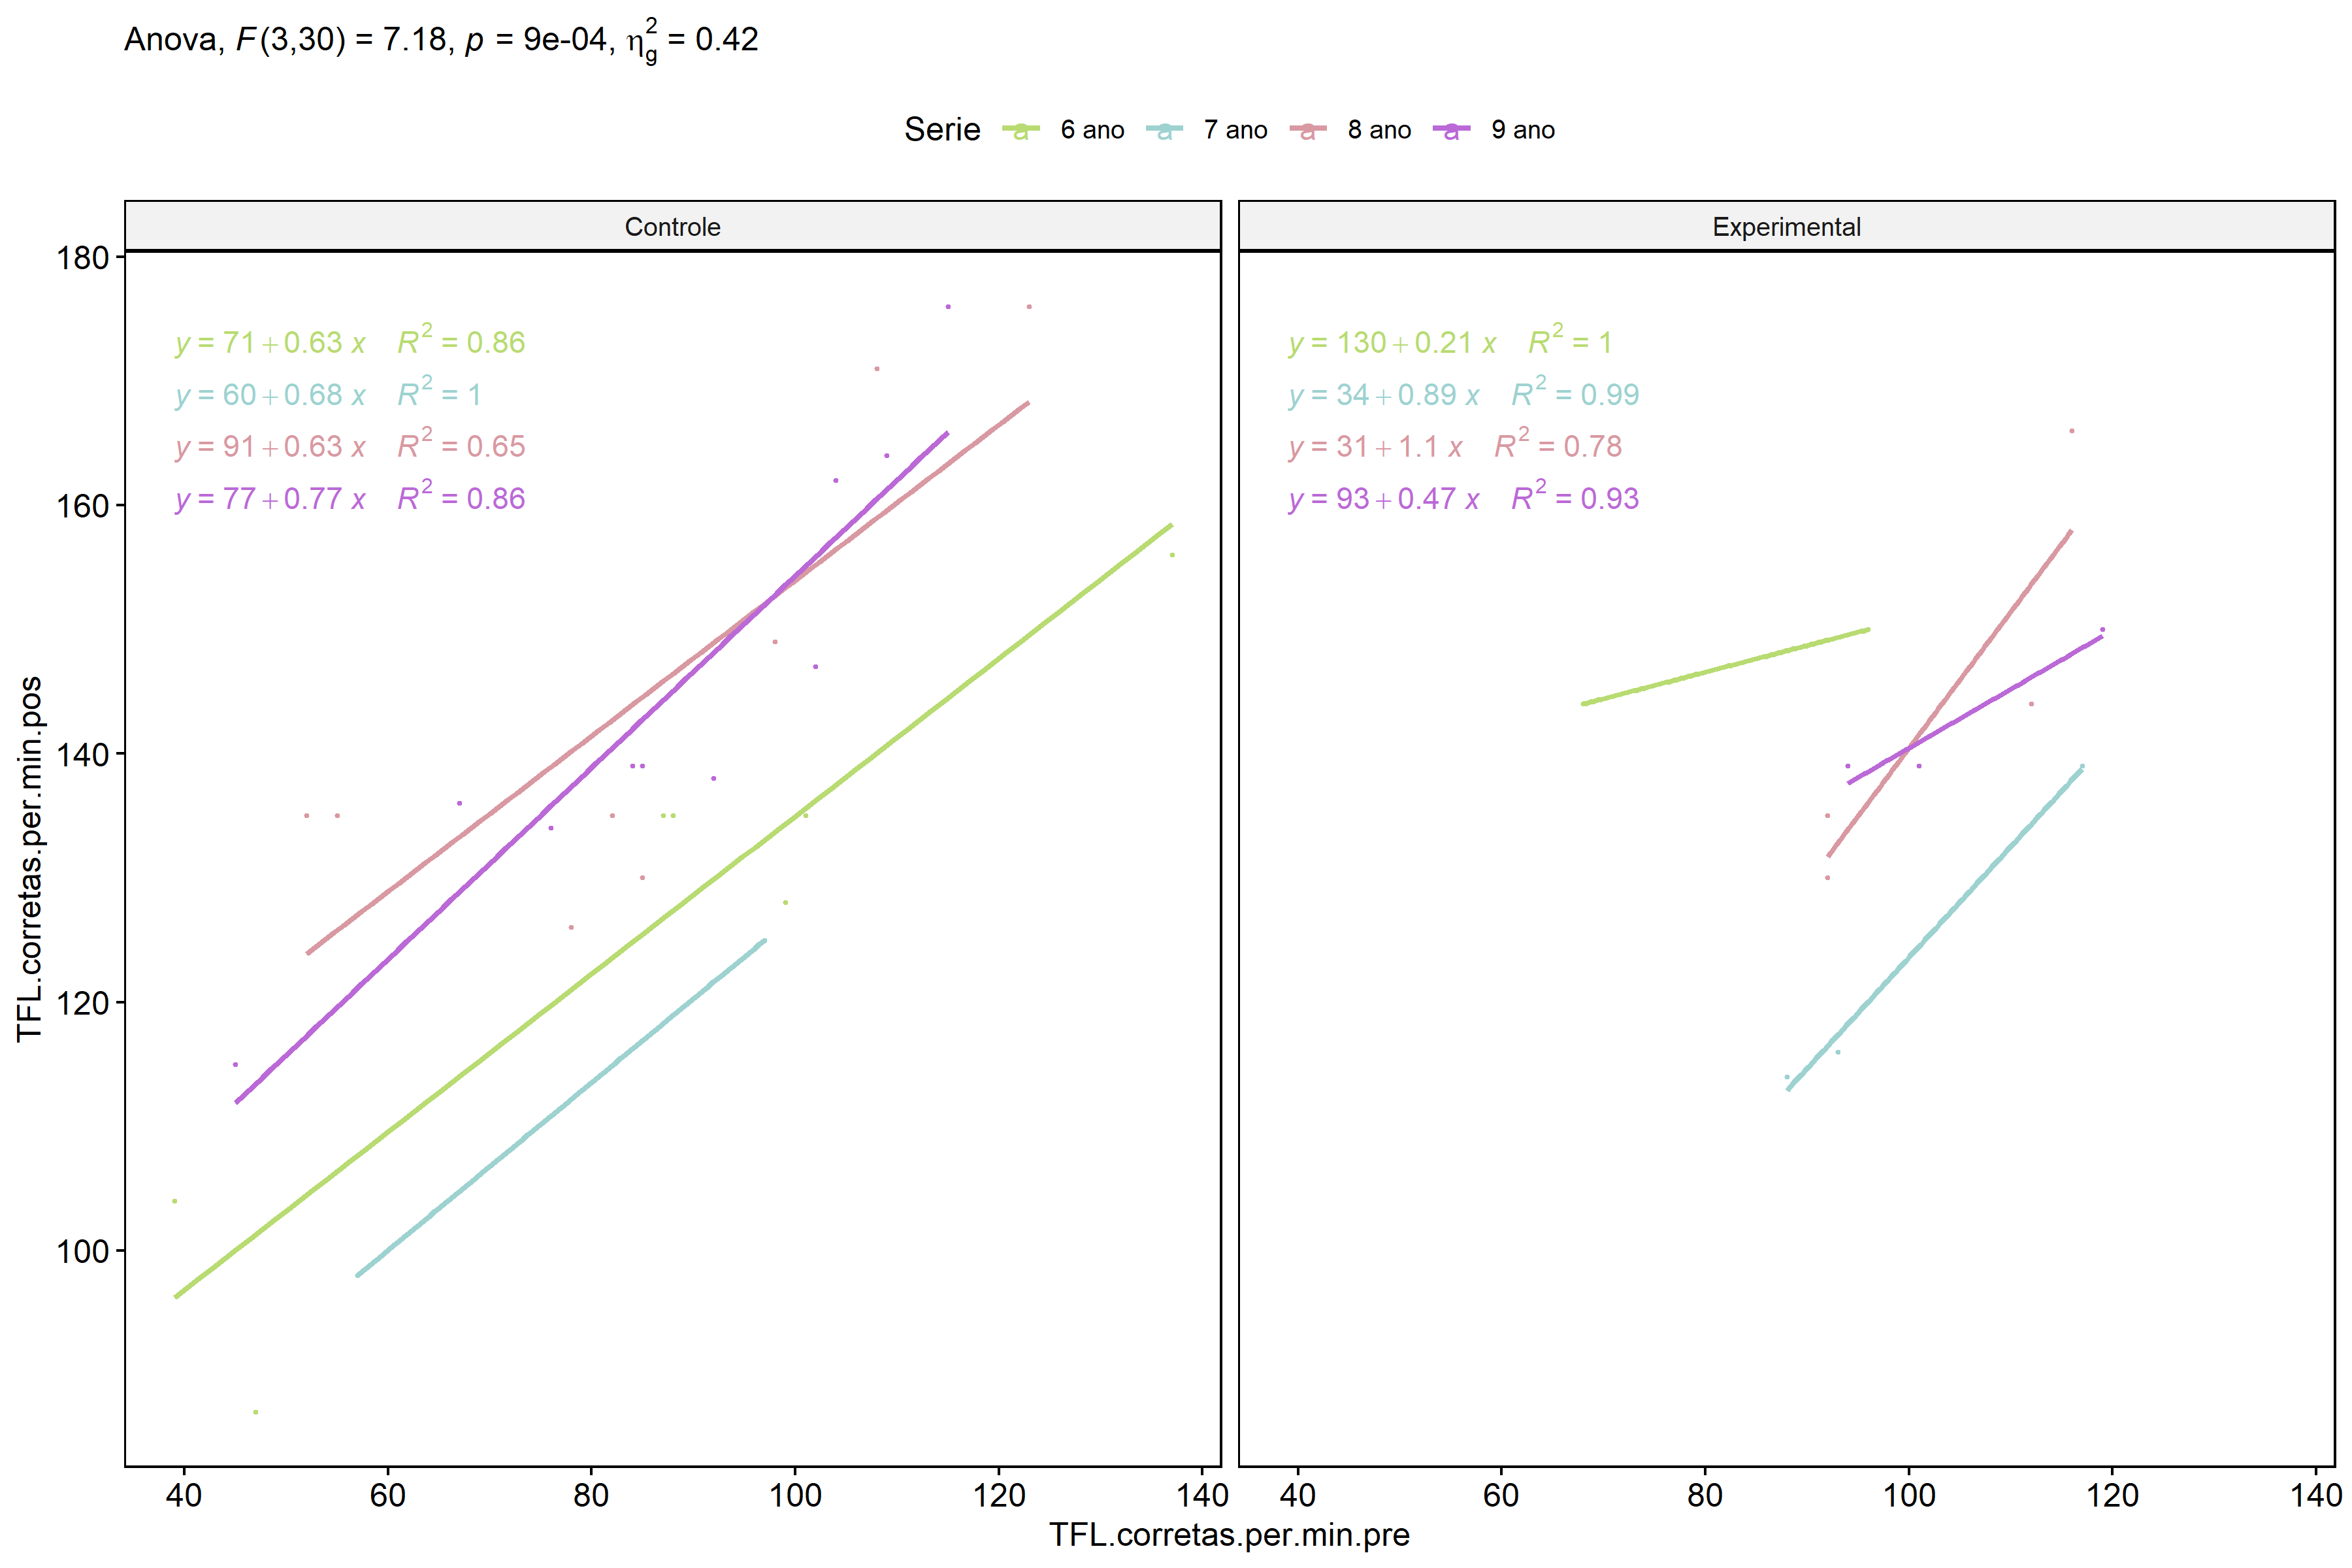 Anova, F(3,30) = 7.18, p = 9e-04, η²g = 0.42
Serie a 6 ano a 7 ano a 8 ano a 9 ano
Controle
Experimental
y = 71 + 0.63 x R² = 0.86
y = 60 + 0.68 x R² = 1
y = 91 + 0.63 x R² = 0.65
y = 77 + 0.77 x R² = 0.86
y = 130 + 0.21 x R² = 1
y = 34 + 0.89 x R² = 0.99
y = 31 + 1.1 x R² = 0.78
y = 93 + 0.47 x R² = 0.93
TFL.corretas.per.min.pos
180
160
140
120
100
40 60 80 100 120 140
40 60 80 100 120 140
TFL.corretas.per.min.pre